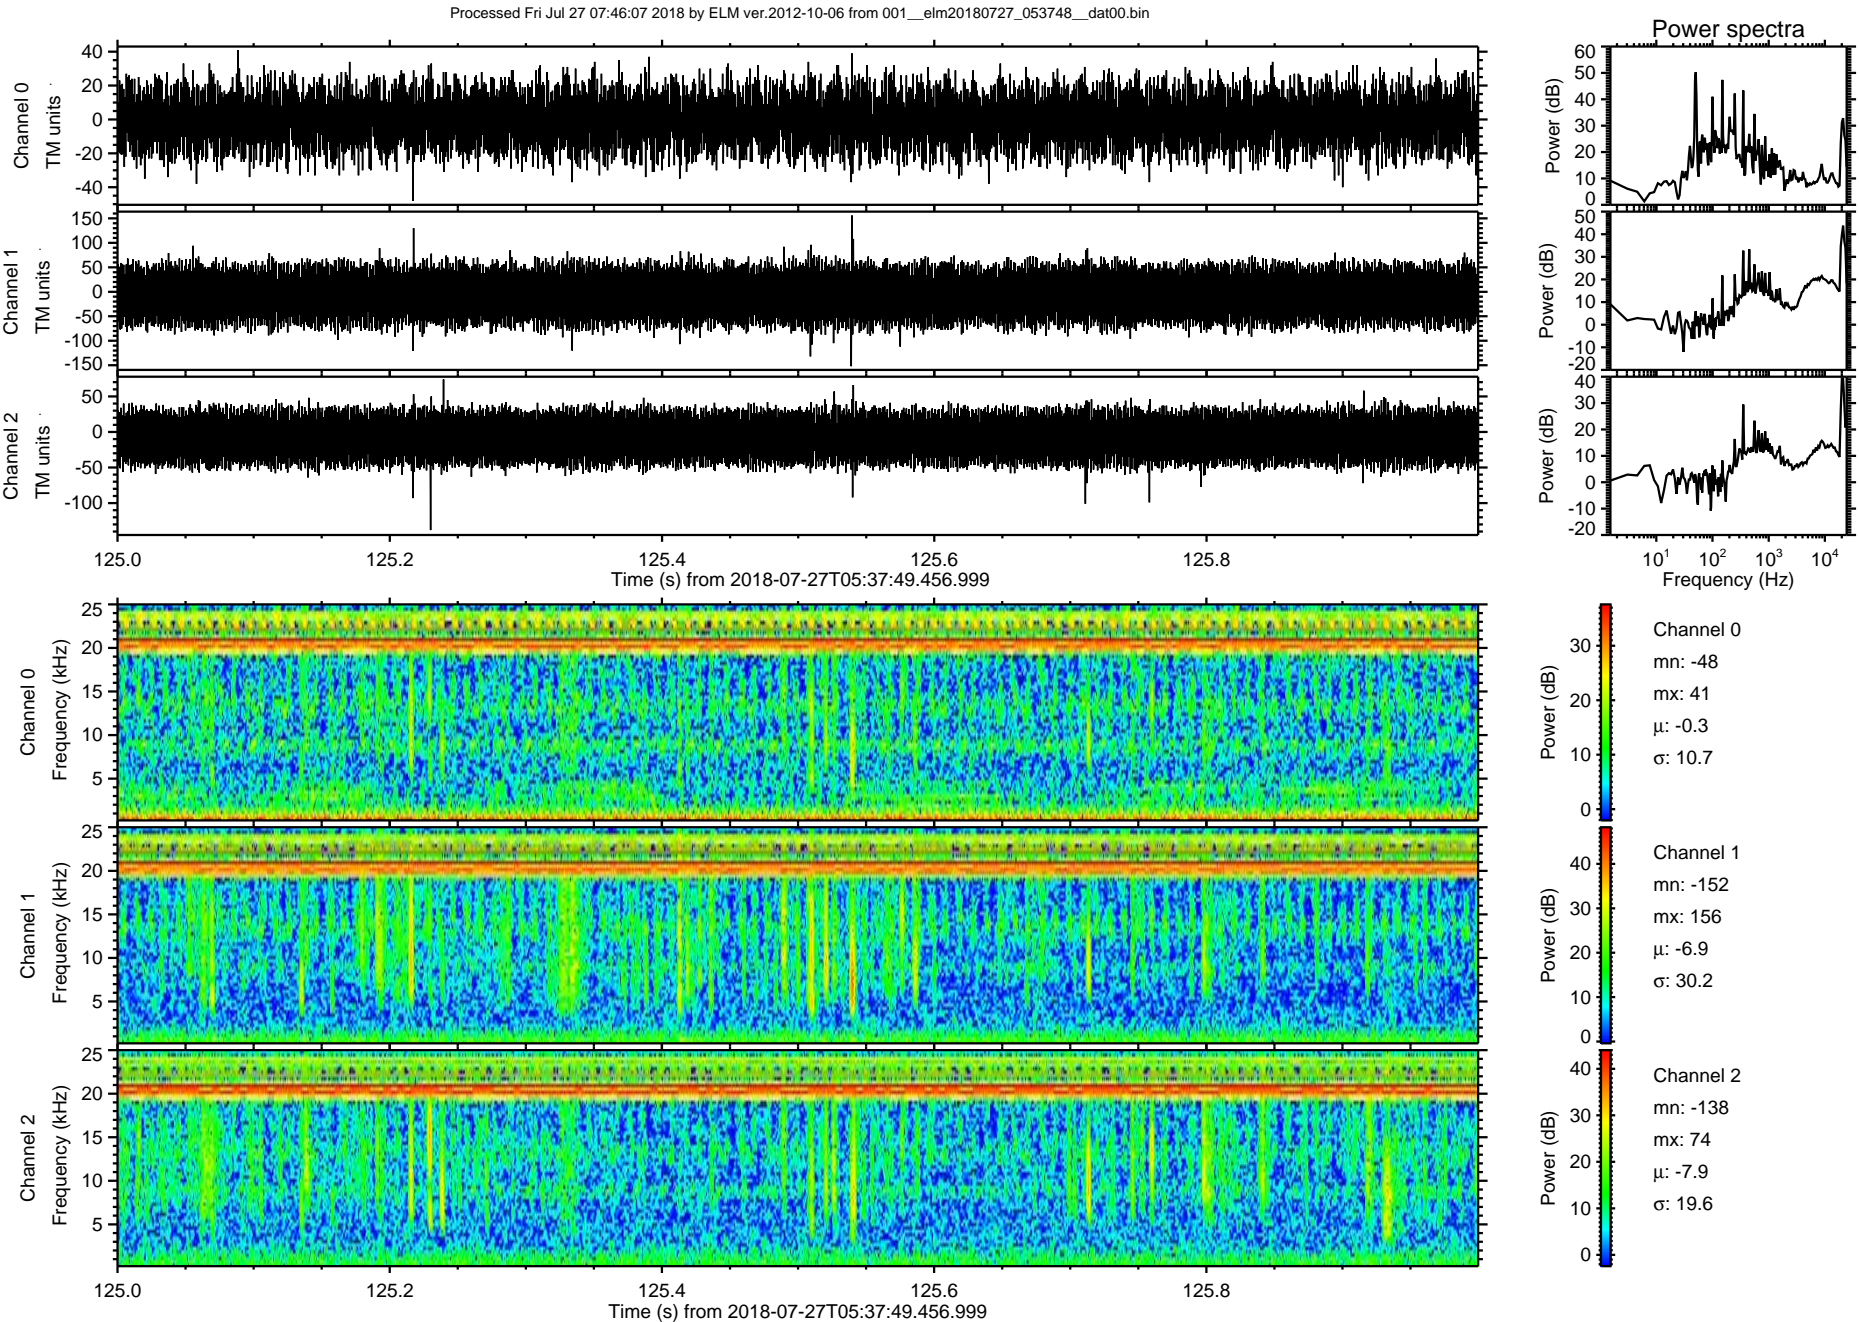 Processed Fri Jul 27 07:46:07 2018 by ELM ver.2012-10-06 from 001__elm20180727_053748__dat00.bin
Power spectra
Channel 0
TM units
40
20
0
-20
-40
Power (dB)
60
50
40
30
20
10
0
Channel 1
TM units
150
100
50
0
-50
-100
-150
Power (dB)
50
40
30
20
10
0
-10
-20
Channel 2
TM units
50
0
-50
-100
Power (dB)
40
30
20
10
0
-10
-20
125.0 125.2 125.4 125.6 125.8
Time (s) from 2018-07-27T05:37:49.456.999
10¹ 10² 10³ 10⁴
Frequency (Hz)
Channel 0
Frequency (kHz)
25
20
15
10
5
Power (dB)
30
20
10
0
Channel 0
mn: -48
mx: 41
μ: -0.3
σ: 10.7
Channel 1
Frequency (kHz)
25
20
15
10
5
Power (dB)
40
30
20
10
0
Channel 1
mn: -152
mx: 156
μ: -6.9
σ: 30.2
Channel 2
Frequency (kHz)
25
20
15
10
5
Power (dB)
40
30
20
10
0
Channel 2
mn: -138
mx: 74
μ: -7.9
σ: 19.6
125.0 125.2 125.4 125.6 125.8
Time (s) from 2018-07-27T05:37:49.456.999